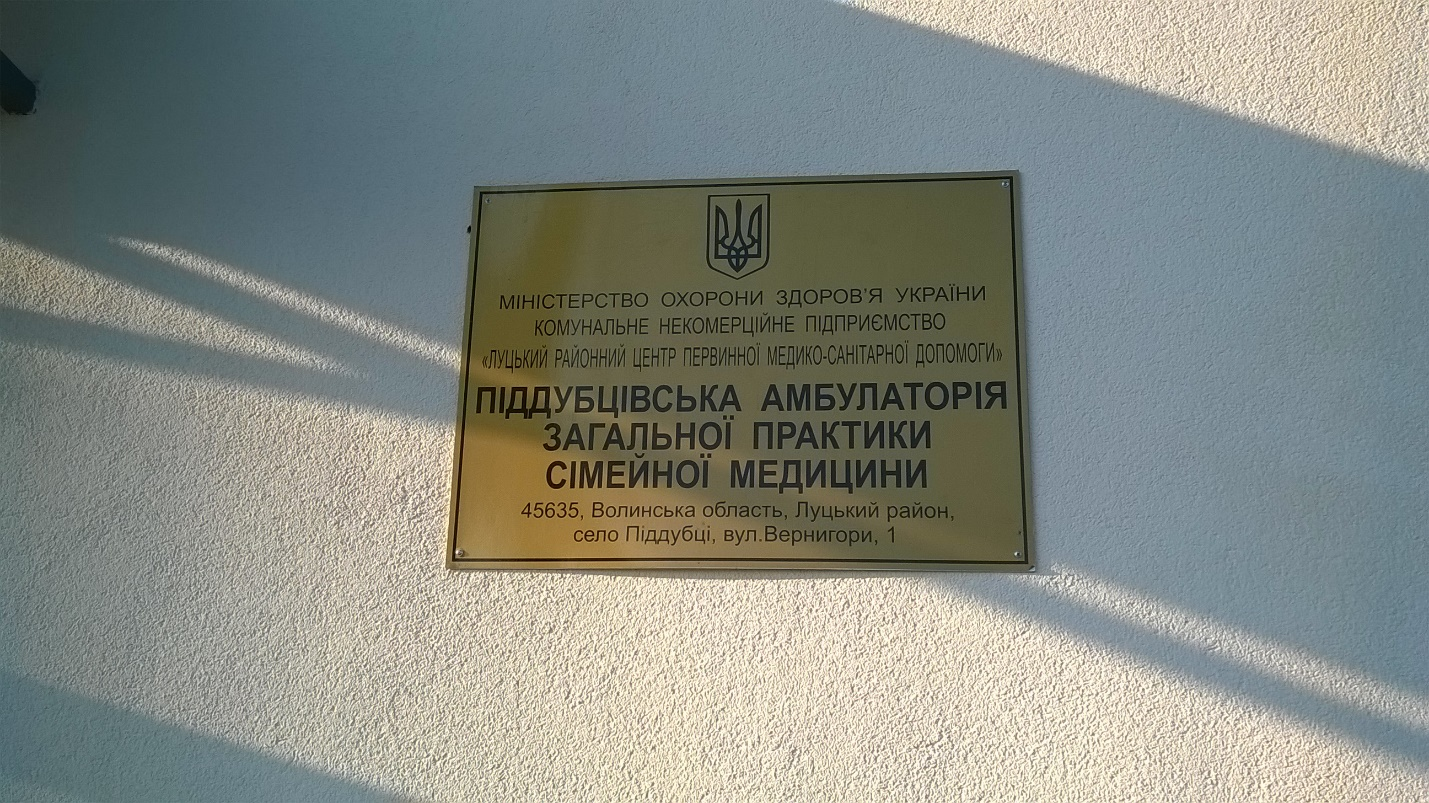 МІНІСТЕРСТВО ОХОРОНИ ЗДОРОВ'Я УКРАЇНИ
КОМУНАЛЬНЕ НЕКОМЕРЦІЙНЕ ПІДПРИЄМСТВО
«ЛУЦЬКИЙ РАЙОННИЙ ЦЕНТР ПЕРВИННОЇ МЕДИКО-САНІТАРНОЇ ДОПОМОГИ»
ПІДДУБЦІВСЬКА АМБУЛАТОРІЯ
ЗАГАЛЬНОЇ ПРАКТИКИ
СІМЕЙНОЇ МЕДИЦИНИ
45635, Волинська область, Луцький район,
село Піддубці, вул.Вернигори, 1